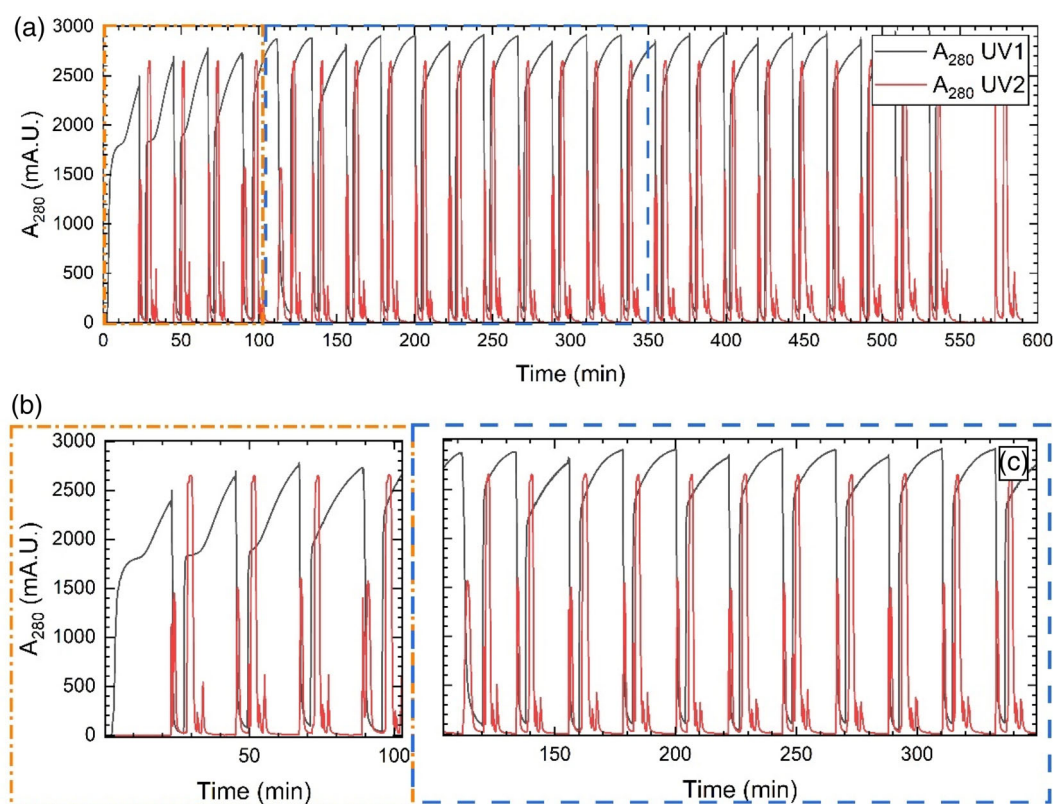 (a)
3000
2500
2000
1500
1000
500
0
A₂₈₀ (mA.U.)
A₂₈₀ UV1
A₂₈₀ UV2
0 50 100 150 200 250 300 350 400 450 500 550 600
Time (min)
(b)
3000
2500
2000
1500
1000
500
0
A₂₈₀ (mA.U.)
50 100
Time (min)
(c)
150 200 250 300
Time (min)